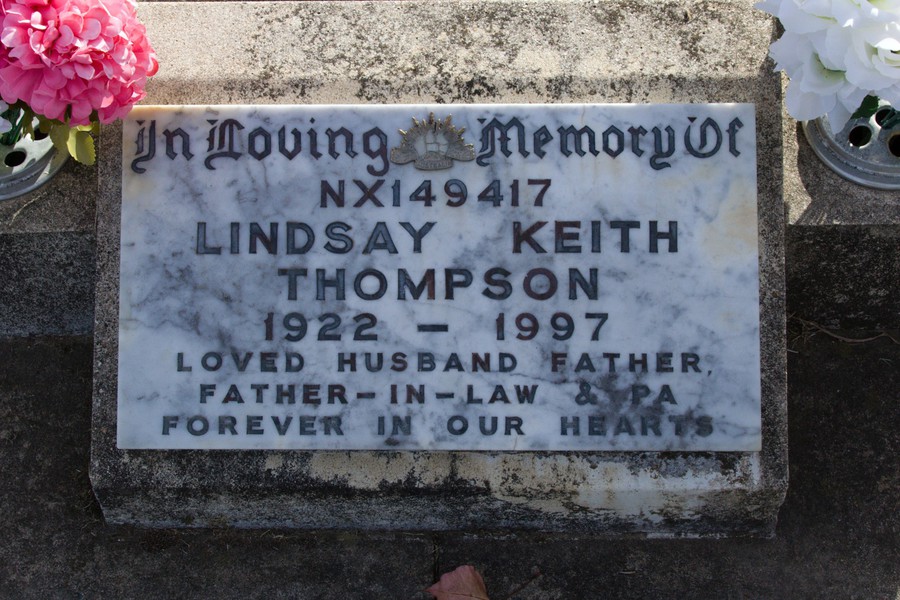 In Loving Memory Of
NX149417
LINDSAY KEITH
THOMPSON
1922 – 1997
LOVED HUSBAND FATHER,
FATHER-IN-LAW & PA
FOREVER IN OUR HEARTS